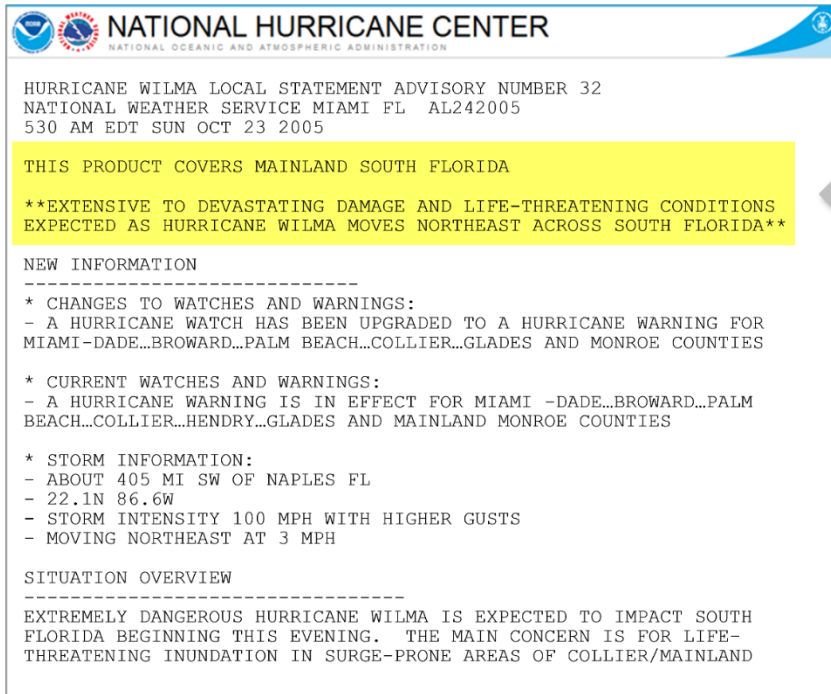 NATIONAL HURRICANE CENTER
NATIONAL OCEANIC AND ATMOSPHERIC ADMINISTRATION
HURRICANE WILMA LOCAL STATEMENT ADVISORY NUMBER 32
NATIONAL WEATHER SERVICE MIAMI FL  AL242005
530 AM EDT SUN OCT 23 2005
THIS PRODUCT COVERS MAINLAND SOUTH FLORIDA
**EXTENSIVE TO DEVASTATING DAMAGE AND LIFE-THREATENING CONDITIONS
EXPECTED AS HURRICANE WILMA MOVES NORTHEAST ACROSS SOUTH FLORIDA**
NEW INFORMATION
-----------------------------
* CHANGES TO WATCHES AND WARNINGS:
- A HURRICANE WATCH HAS BEEN UPGRADED TO A HURRICANE WARNING FOR
MIAMI-DADE…BROWARD…PALM BEACH…COLLIER…GLADES AND MONROE COUNTIES
* CURRENT WATCHES AND WARNINGS:
- A HURRICANE WARNING IS IN EFFECT FOR MIAMI -DADE…BROWARD…PALM
BEACH…COLLIER…HENDRY…GLADES AND MAINLAND MONROE COUNTIES
* STORM INFORMATION:
- ABOUT 405 MI SW OF NAPLES FL
- 22.1N 86.6W
- STORM INTENSITY 100 MPH WITH HIGHER GUSTS
- MOVING NORTHEAST AT 3 MPH
SITUATION OVERVIEW
---------------------------------
EXTREMELY DANGEROUS HURRICANE WILMA IS EXPECTED TO IMPACT SOUTH
FLORIDA BEGINNING THIS EVENING.  THE MAIN CONCERN IS FOR LIFE-
THREATENING INUNDATION IN SURGE-PRONE AREAS OF COLLIER/MAINLAND